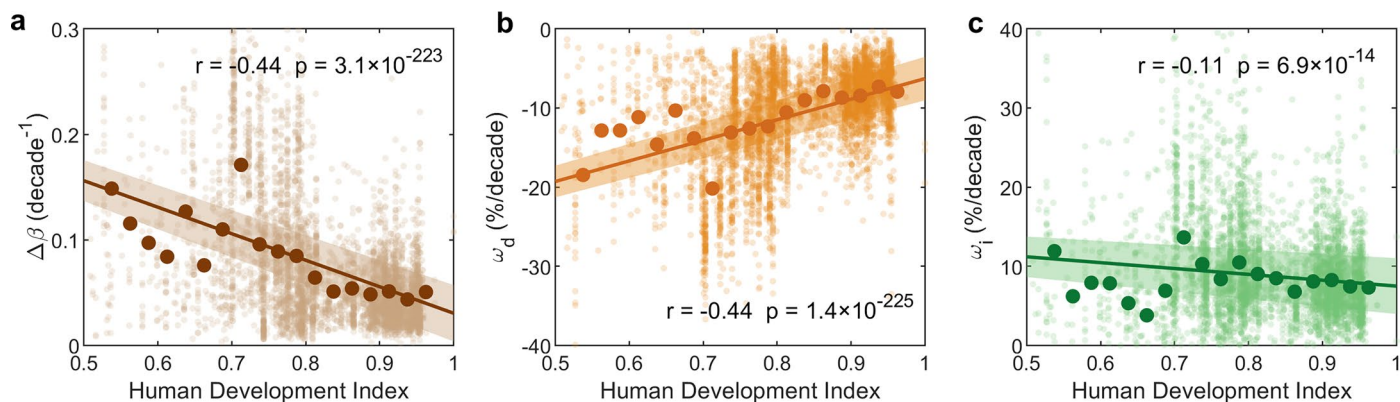 a
0.3
0.2
0.1
0
Δβ (decade⁻¹)
r = -0.44 p = 3.1×10⁻²²³
0.5 0.6 0.7 0.8 0.9 1
Human Development Index
b
0
-10
-20
-30
-40
ω_d (%/decade)
r = -0.44 p = 1.4×10⁻²²⁵
0.5 0.6 0.7 0.8 0.9 1
Human Development Index
c
40
30
20
10
0
ω_i (%/decade)
r = -0.11 p = 6.9×10⁻¹⁴
0.5 0.6 0.7 0.8 0.9 1
Human Development Index